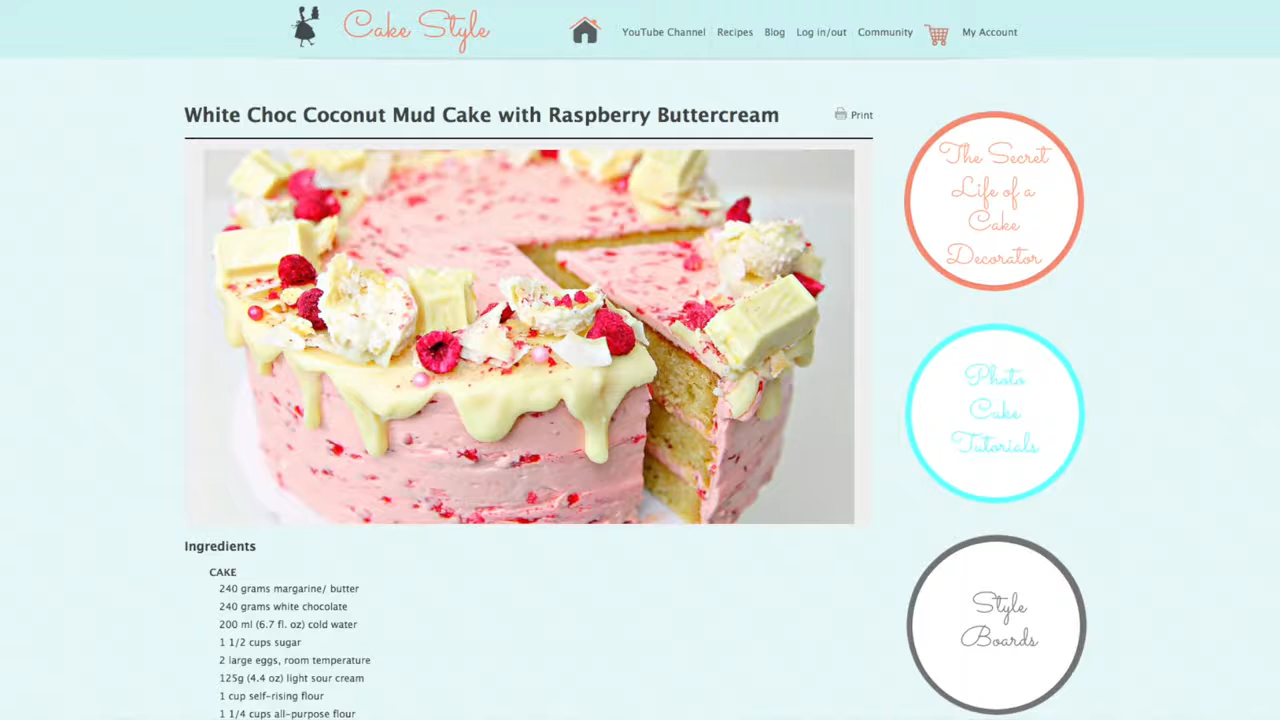 Cake Style
YouTube Channel Recipes Blog Log in/out Community My Account
White Choc Coconut Mud Cake with Raspberry Buttercream
Print
The Secret
Life of a
Cake
Decorator
Photo
Cake
Tutorials
Style
Boards
Ingredients
CAKE
240 grams margarine/ butter
240 grams white chocolate
200 ml (6.7 fl. oz) cold water
1 1/2 cups sugar
2 large eggs, room temperature
125g (4.4 oz) light sour cream
1 cup self-rising flour
1 1/4 cups all-purpose flour